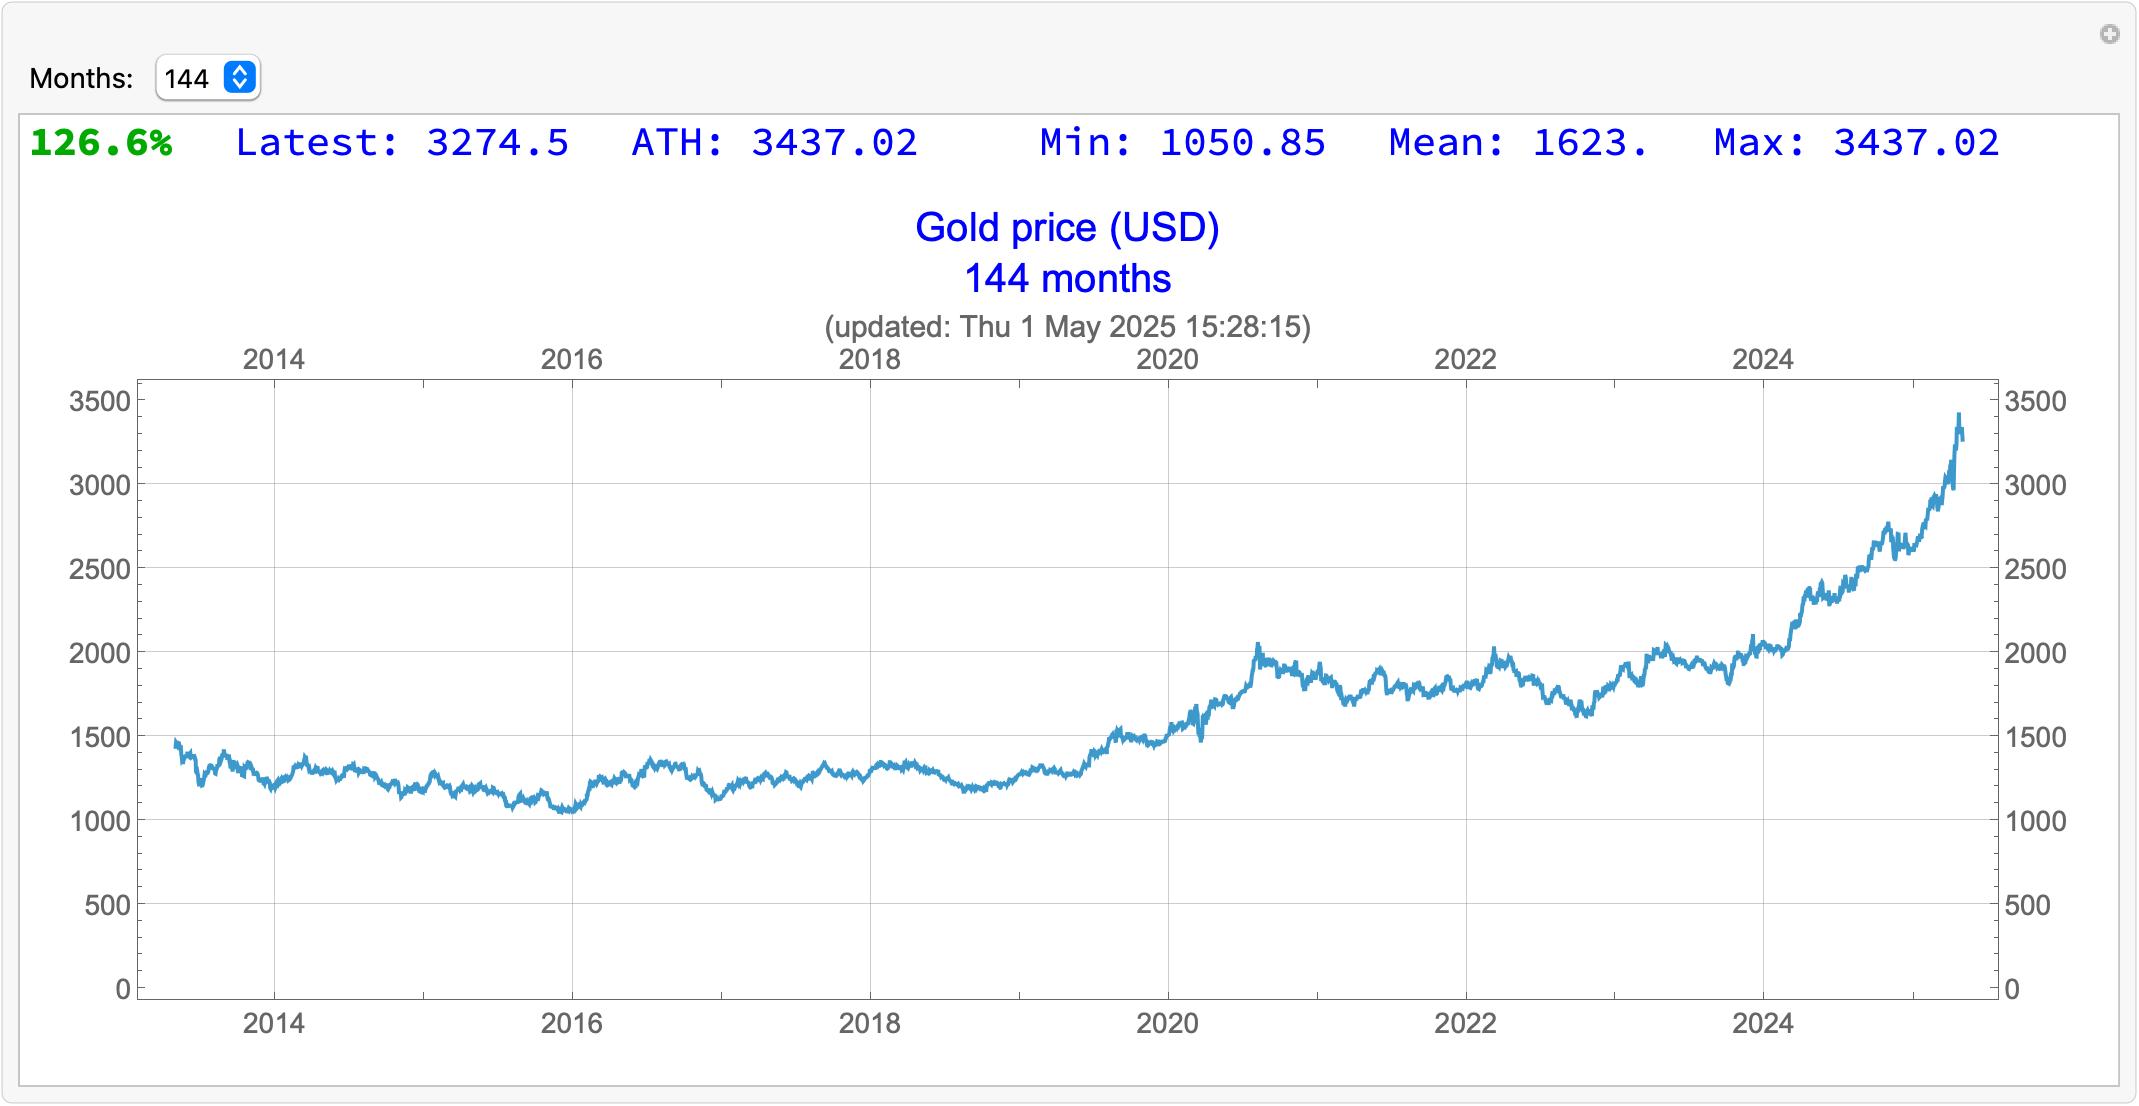 Months: 144
126.6% Latest: 3274.5 ATH: 3437.02 Min: 1050.85 Mean: 1623. Max: 3437.02
Gold price (USD)
144 months
(updated: Thu 1 May 2025 15:28:15)
2014 2016 2018 2020 2022 2024
3500 3500
3000 3000
2500 2500
2000 2000
1500 1500
1000 1000
500 500
0 0
2014 2016 2018 2020 2022 2024